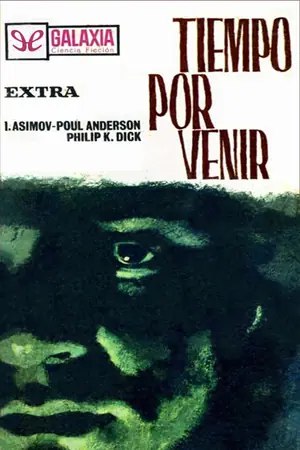 GALAXIA
Ciencia Ficción
EXTRA
I. ASIMOV-POUL ANDERSON
PHILIP K. DICK
TIEMPO
POR
VENIR